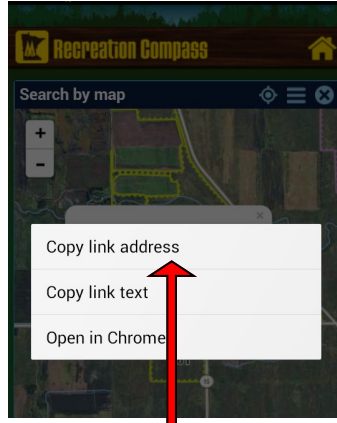 Recreation Compass
Search by map
+
-
×
Copy link address
Copy link text
Open in Chrome